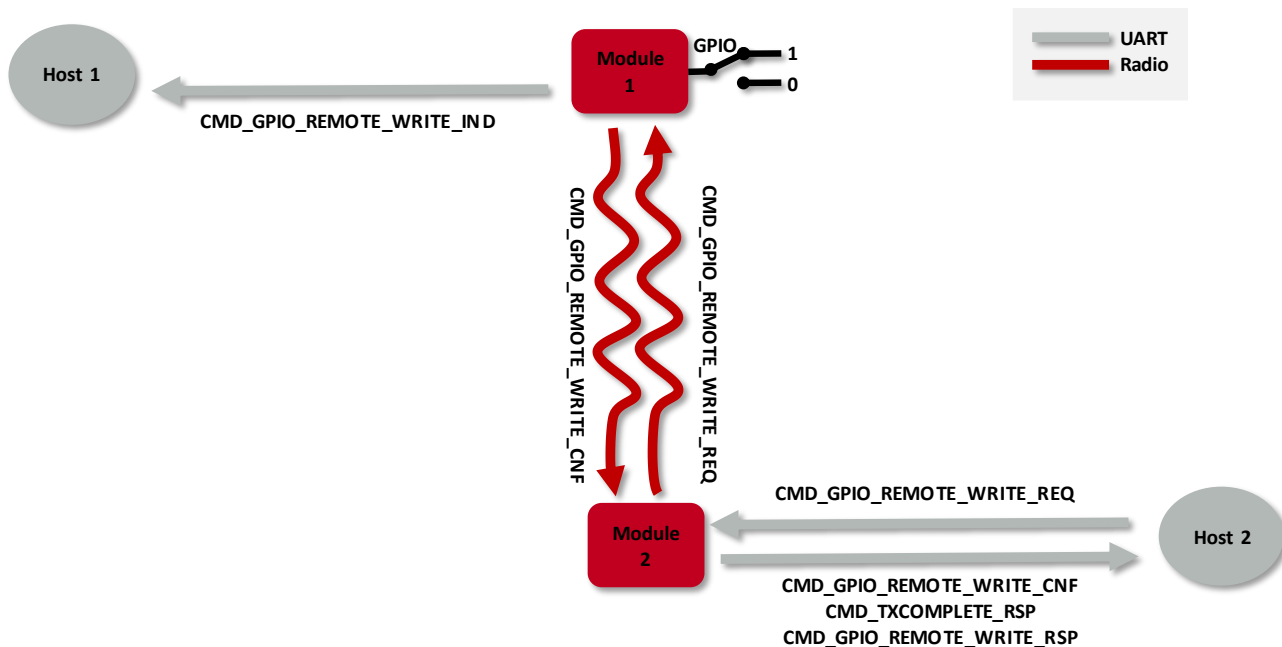 Host 1
Module
1
GPIO
1
0
UART
Radio
CMD_GPIO_REMOTE_WRITE_IND
CMD_GPIO_REMOTE_WRITE_CNF
CMD_GPIO_REMOTE_WRITE_REQ
Module
2
CMD_GPIO_REMOTE_WRITE_REQ
Host 2
CMD_GPIO_REMOTE_WRITE_CNF
CMD_TXCOMPLETE_RSP
CMD_GPIO_REMOTE_WRITE_RSP